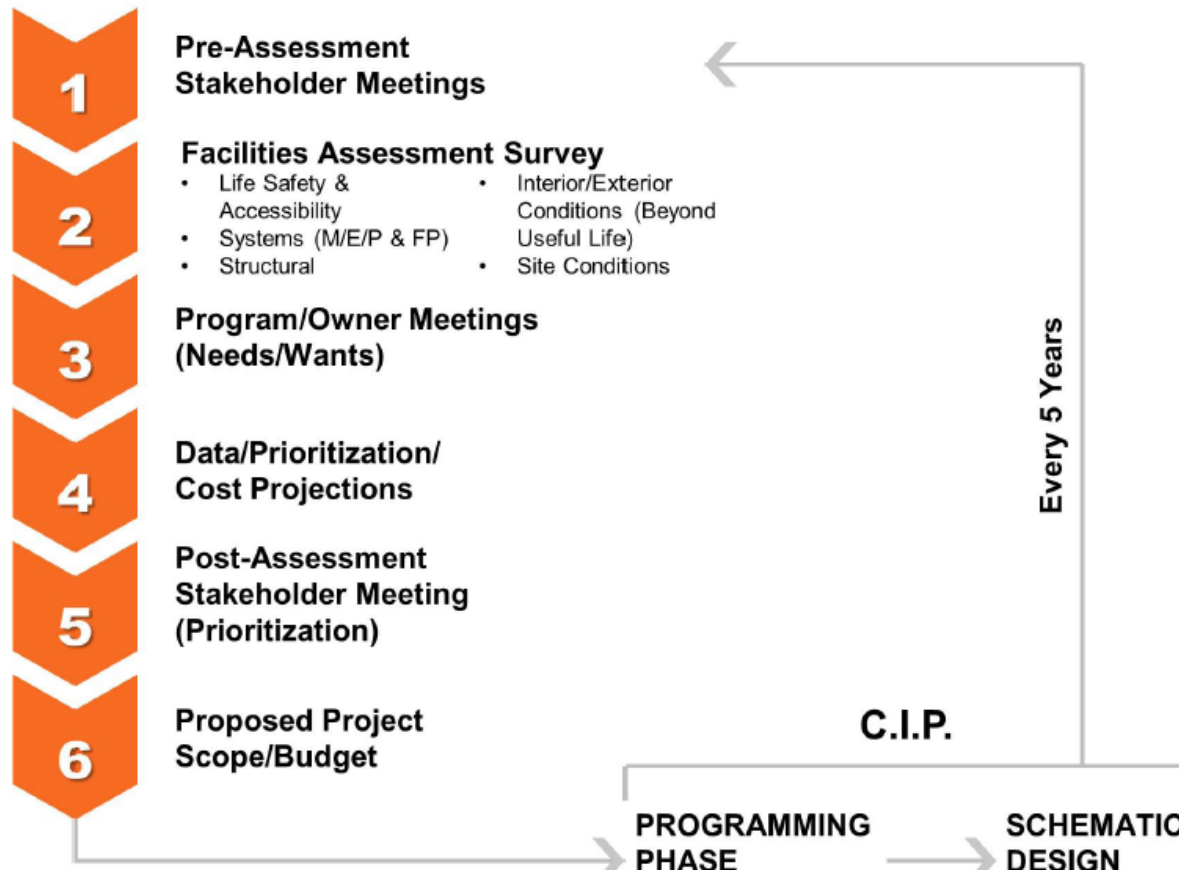 1
Pre-Assessment
Stakeholder Meetings
2
Facilities Assessment Survey
• Life Safety &
Accessibility
• Systems (M/E/P & FP)
• Structural
• Interior/Exterior
Conditions (Beyond
Useful Life)
• Site Conditions
3
Program/Owner Meetings
(Needs/Wants)
4
Data/Prioritization/
Cost Projections
5
Post-Assessment
Stakeholder Meeting
(Prioritization)
6
Proposed Project
Scope/Budget
Every 5 Years
C.I.P.
PROGRAMMING
PHASE
SCHEMATIC
DESIGN